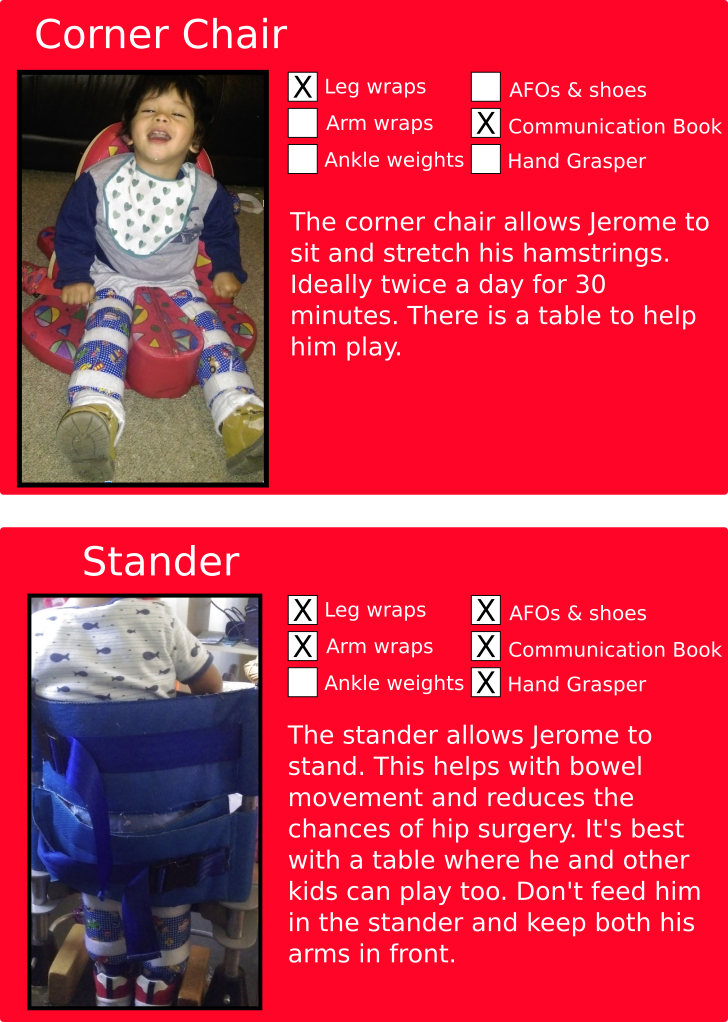 Corner Chair
X Leg wraps
AFOs & shoes
Arm wraps
X Communication Book
Ankle weights
Hand Grasper
The corner chair allows Jerome to
sit and stretch his hamstrings.
Ideally twice a day for 30
minutes. There is a table to help
him play.
Stander
X Leg wraps
X AFOs & shoes
X Arm wraps
X Communication Book
Ankle weights
X Hand Grasper
The stander allows Jerome to
stand. This helps with bowel
movement and reduces the
chances of hip surgery. It's best
with a table where he and other
kids can play too. Don't feed him
in the stander and keep both his
arms in front.